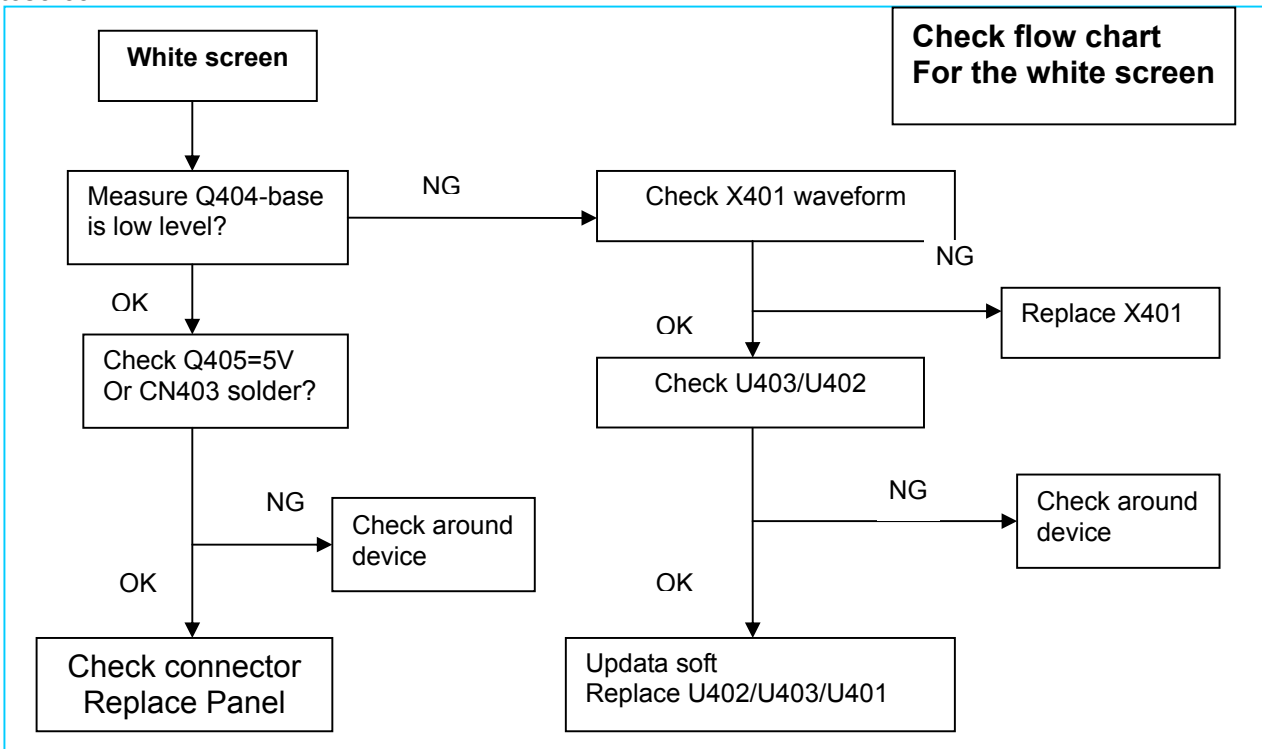 Check flow chart
For the white screen
White screen
Measure Q404-base
is low level?
NG
Check X401 waveform
NG
OK
Replace X401
OK
Check Q405=5V
Or CN403 solder?
Check U403/U402
NG
Check around
device
NG
Check around
device
OK
OK
Check connector
Replace Panel
Updata soft
Replace U402/U403/U401